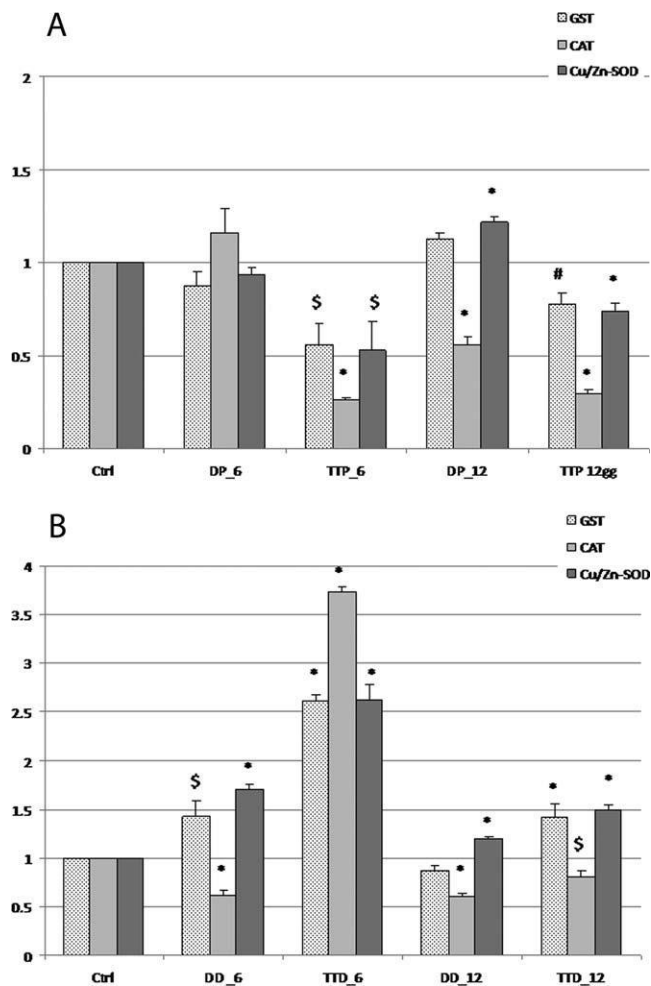 A
GST
CAT
Cu/Zn-SOD
2
1.5
1
0.5
0
$ $ * * * # * *
Ctrl DP_6 TTP_6 DP_12 TTP 12gg
B
GST
CAT
Cu/Zn-SOD
4
3.5
3
2.5
2
1.5
1
0.5
0
$ * * * * * * * * $ *
Ctrl DD_6 TTD_6 DD_12 TTD_12